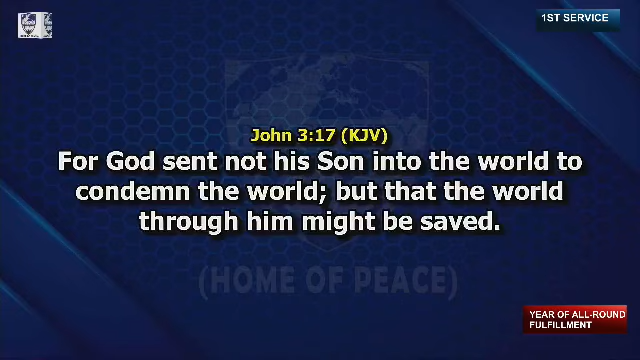 1ST SERVICE
John 3:17 (KJV)
For God sent not his Son into the world to
condemn the world; but that the world
through him might be saved.
(HOME OF PEACE)
YEAR OF ALL-ROUND
FULFILLMENT